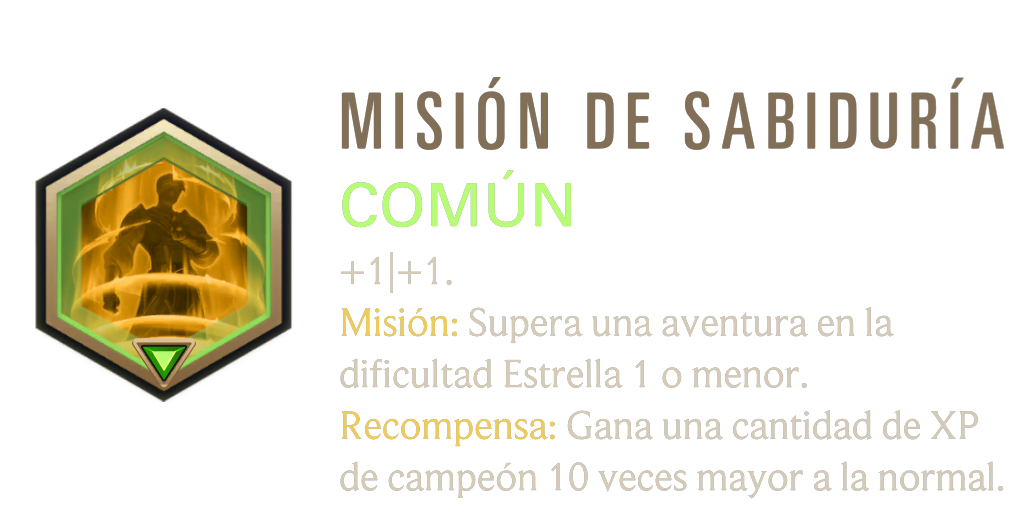 MISIÓN DE SABIDURÍA
COMÚN
+1|+1.
Misión: Supera una aventura en la
dificultad Estrella 1 o menor.
Recompensa: Gana una cantidad de XP
de campeón 10 veces mayor a la normal.